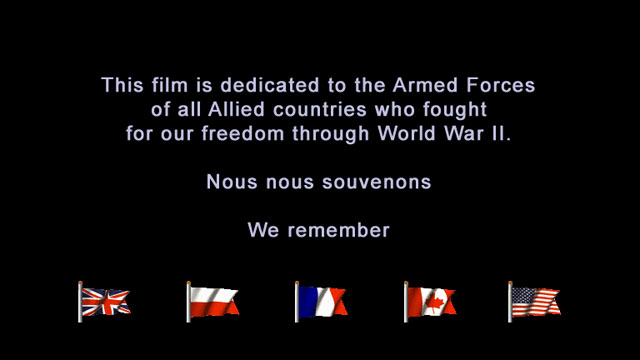 This film is dedicated to the Armed Forces
of all Allied countries who fought
for our freedom through World War II.
Nous nous souvenons
We remember